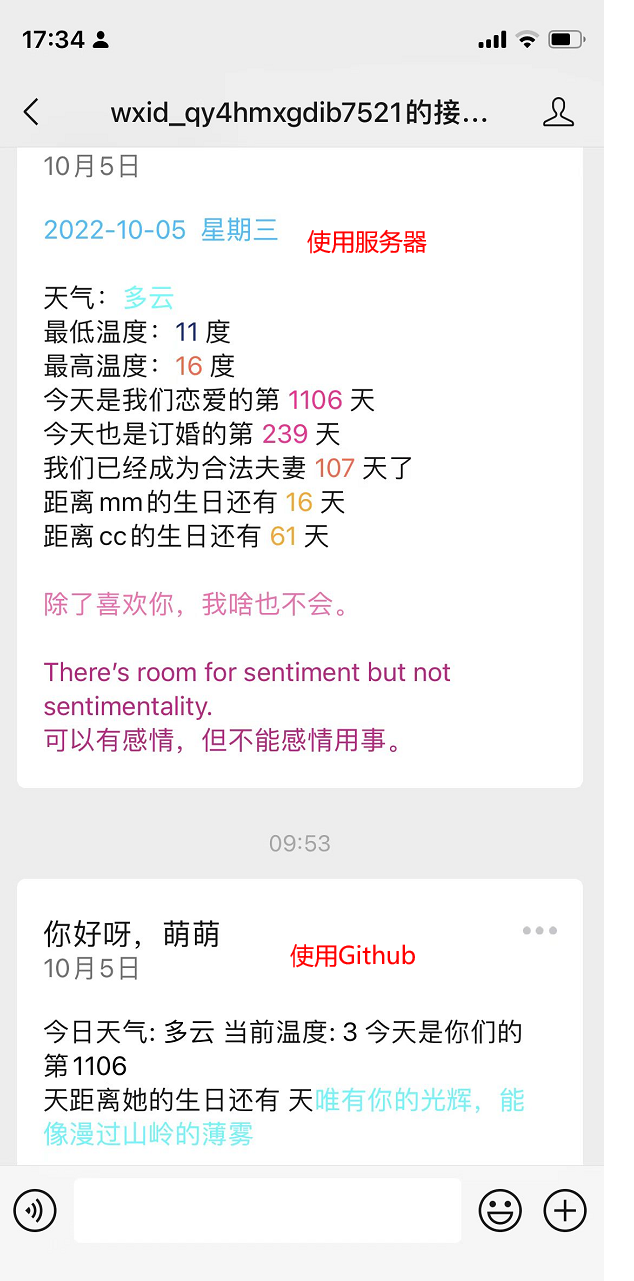 17:34
wxid_qy4hmxgdib7521的接...
10月5日
2022-10-05 星期三
使用服务器
天气：多云
最低温度：11 度
最高温度：16 度
今天是我们恋爱的第 1106 天
今天也是订婚的第 239 天
我们已经成为合法夫妻 107 天了
距离mm的生日还有 16 天
距离cc的生日还有 61 天
除了喜欢你，我啥也不会。
There's room for sentiment but not
sentimentality.
可以有感情，但不能感情用事。
09:53
你好呀，萌萌
10月5日
使用Github
今日天气: 多云 当前温度: 3 今天是你们的
第1106
天距离她的生日还有 天唯有你的光辉，能
像漫过山岭的薄雾